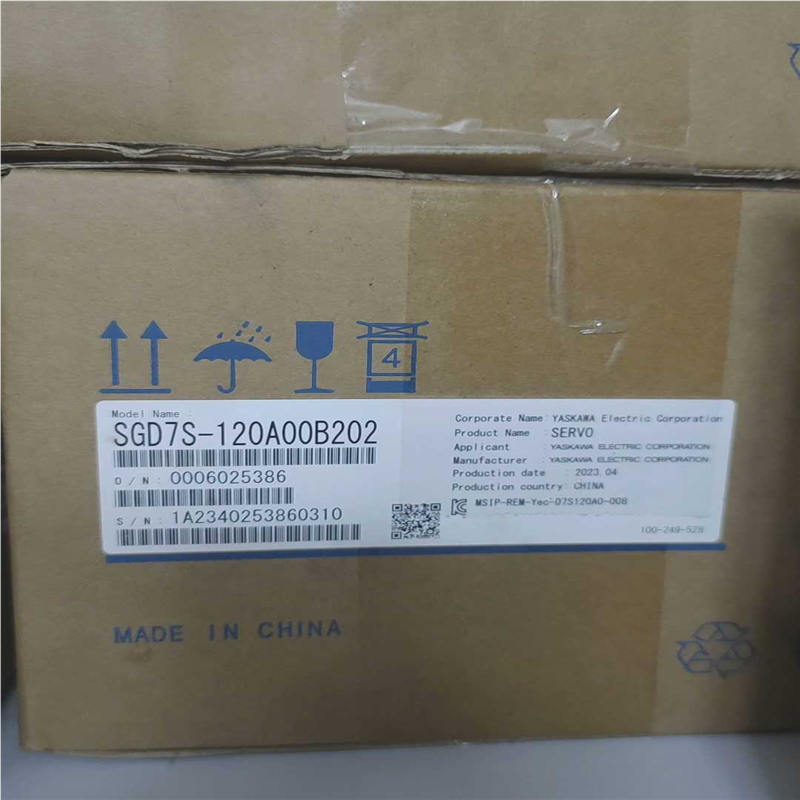 4
Model Name :
SGD7S-120A00B202
O/N: 0006025386
S/N: 1A2340253860310
Corporate Name: YASKAWA Electric Corporation
Product Name : SERVO
Applicant : YASKAWA ELECTRIC CORPORATION
Manufacturer : YASKAWA ELECTRIC CORPORATION
Production date : 2023.04
Production country: CHINA
MSIP-REM-Yec-07S120A0-008
100-249-528
MADE IN CHINA